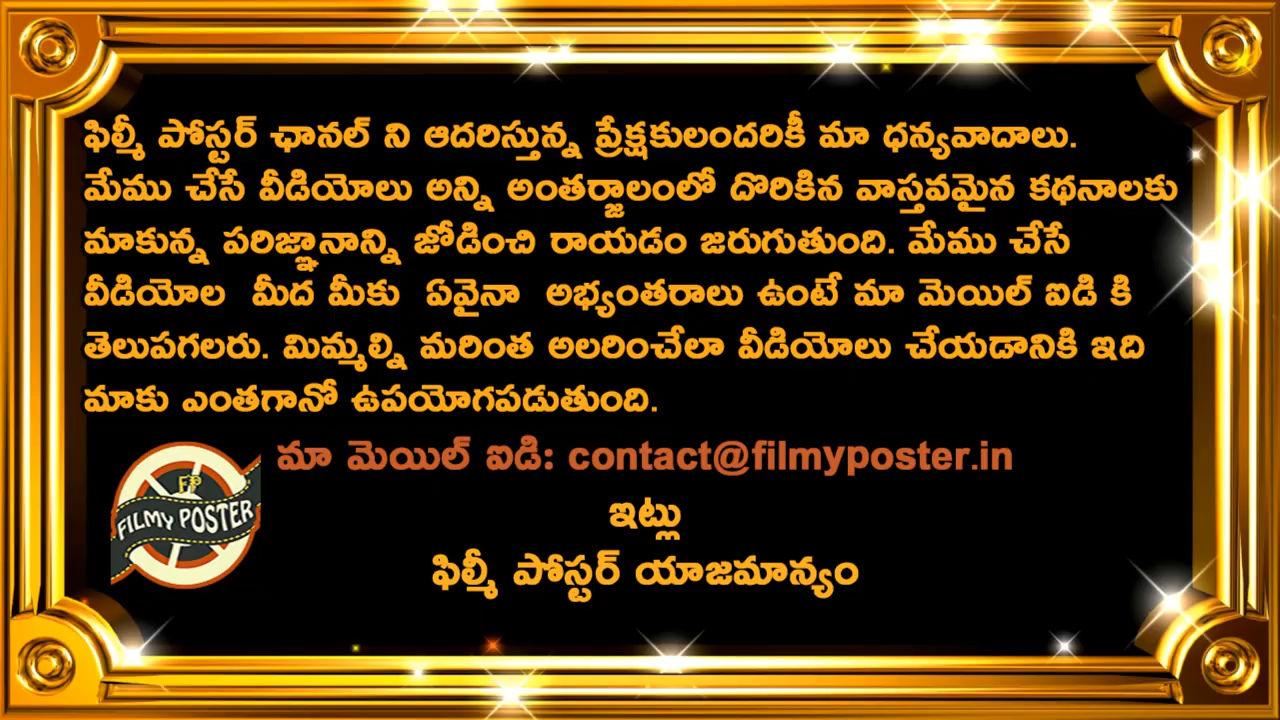 ఫిల్మీ పోస్టర్ ఛానల్ ని ఆదరిస్తున్న ప్రేక్షకులందరికీ మా ధన్యవాదాలు.
మేము చేసే వీడియోలు అన్ని అంతర్జాలంలో దొరికిన వాస్తవమైన కథనాలకు
మాకున్న పరిజ్ఞానాన్ని జోడించి రాయడం జరుగుతుంది. మేము చేసే
వీడియోల మీద మీకు ఏవైనా అభ్యంతరాలు ఉంటే మా మెయిల్ ఐడి కి
తెలుపగలరు. మిమ్మల్ని మరింత అలరించేలా వీడియోలు చేయడానికి ఇది
మాకు ఎంతగానో ఉపయోగపడుతుంది.
మా మెయిల్ ఐడి: contact@filmyposter.in
FP
FILMY POSTER
ఇట్లు
ఫిల్మీ పోస్టర్ యాజమాన్యం